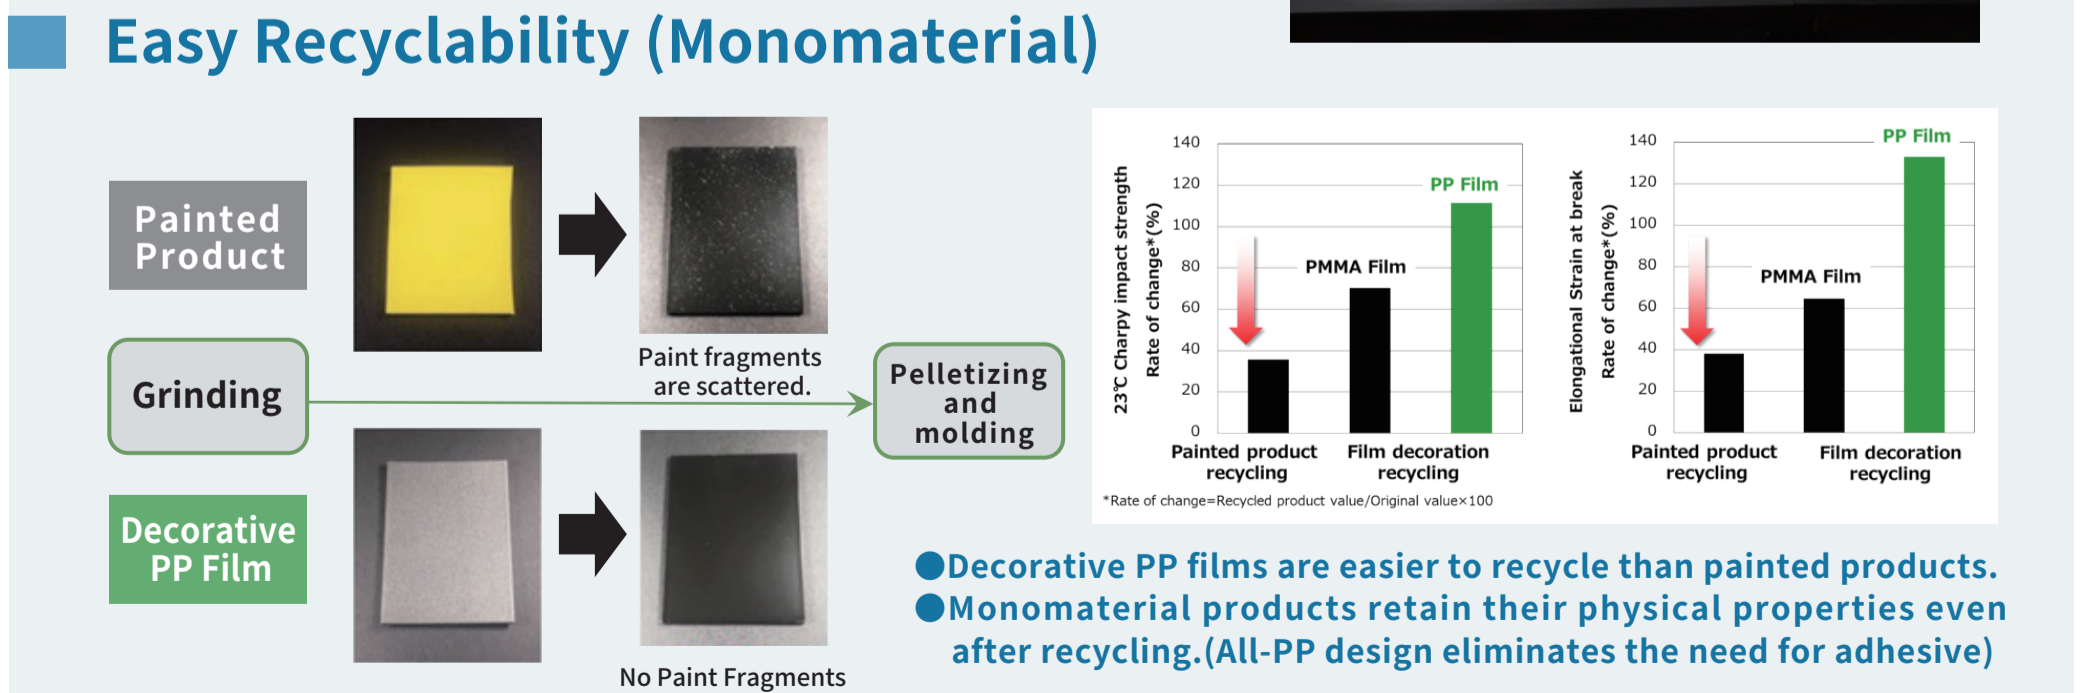 Easy Recyclability (Monomaterial)
Painted
Product
Paint fragments
are scattered.
Grinding
Pelletizing
and
molding
Decorative
PP Film
No Paint Fragments
23℃ Charpy impact strength
Rate of change*(%)
140
120
100
80
60
40
20
0
PMMA Film
PP Film
Painted product
recycling
Film decoration
recycling
*Rate of change=Recycled product value/Original value×100
Elongational Strain at break
Rate of change*(%)
140
120
100
80
60
40
20
0
PMMA Film
PP Film
Painted product
recycling
Film decoration
recycling
●Decorative PP films are easier to recycle than painted products.
●Monomaterial products retain their physical properties even
after recycling.(All-PP design eliminates the need for adhesive)